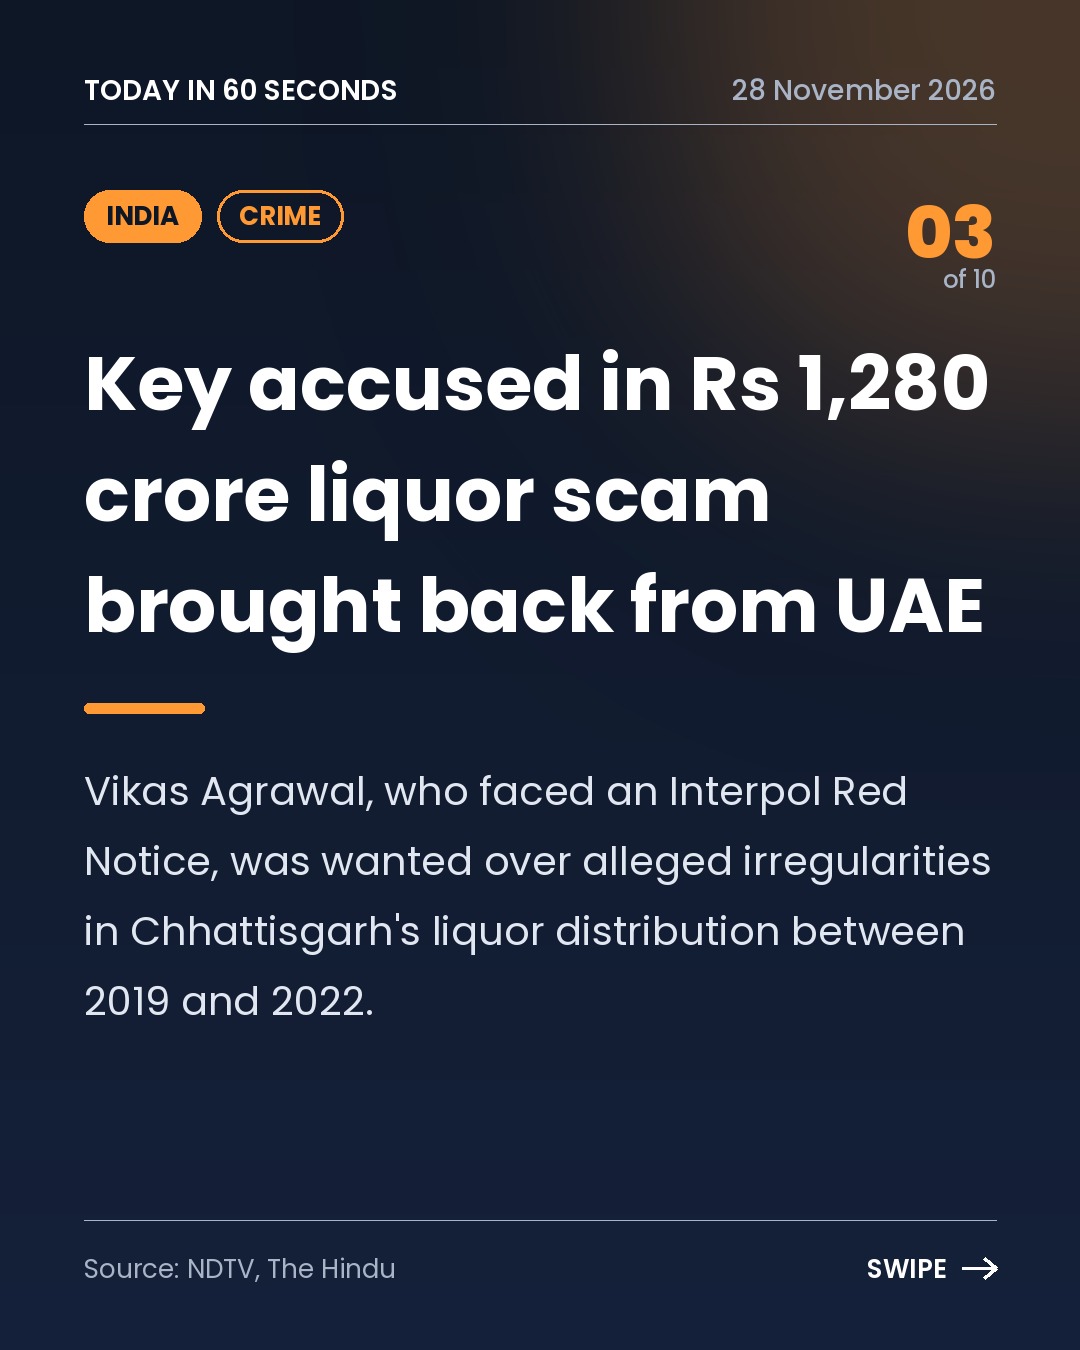 TODAY IN 60 SECONDS
28 November 2026
INDIA
CRIME
03
of 10
Key accused in Rs 1,280
crore liquor scam
brought back from UAE
Vikas Agrawal, who faced an Interpol Red
Notice, was wanted over alleged irregularities
in Chhattisgarh's liquor distribution between
2019 and 2022.
Source: NDTV, The Hindu
SWIPE →